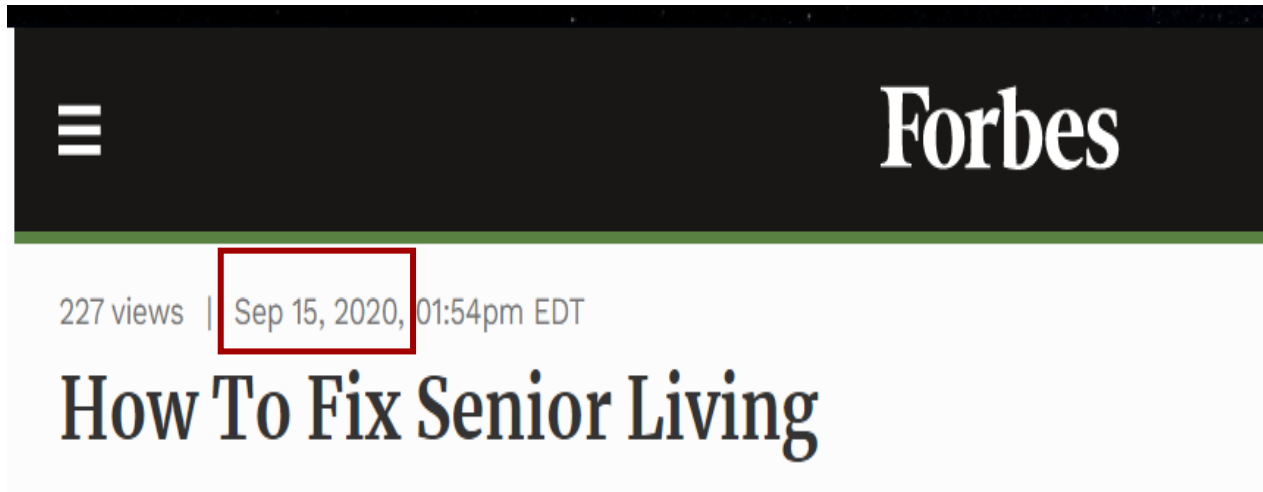 Forbes
227 views | Sep 15, 2020, 01:54pm EDT
How To Fix Senior Living